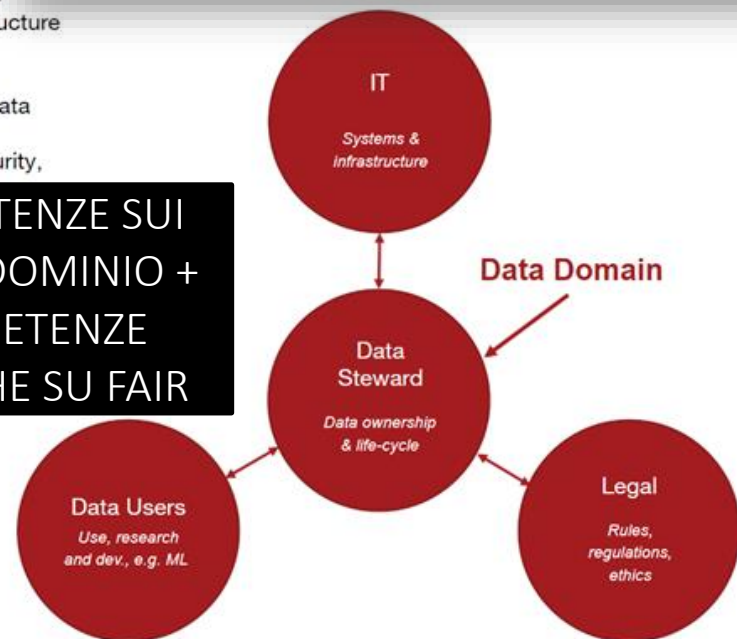 ucture
ata
urity,
TENZE SUI
DOMINIO +
ETENZE
HE SU FAIR
IT
Systems &
infrastructure
Data Domain
Data
Steward
Data ownership
& life-cycle
Data Users
Use, research
and dev., e.g. ML
Legal
Rules,
regulations,
ethics